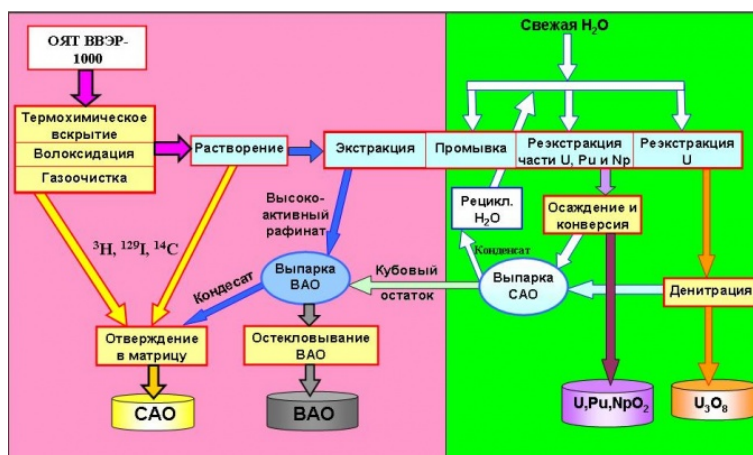 ОЯТ ВВЭР-
1000
Свежая H₂O
Термохимическое
вскрытие
Волоксидация
Газоочистка
Растворение
Экстракция
Промывка
Реэкстракция
части U, Pu и Np
Реэкстракция
U
Высоко-
активный
рафинат
Рецикл.
H₂O
Осаждение и
конверсия
³H, ¹²⁹I, ¹⁴C
Конденсат
Выпарка
ВАО
Кубовый
остаток
Выпарка
САО
Денитрация
Кондесат
Отверждение
в матрицу
Остекловывание
ВАО
САО
ВАО
U,Pu,NpO₂
U₃O₈